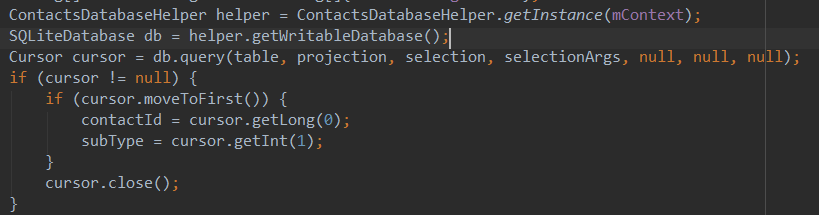 ContactsDatabaseHelper helper = ContactsDatabaseHelper.getInstance(mContext);
SQLiteDatabase db = helper.getWritableDatabase();
Cursor cursor = db.query(table, projection, selection, selectionArgs, null, null, null);
if (cursor != null) {
    if (cursor.moveToFirst()) {
        contactId = cursor.getLong(0);
        subType = cursor.getInt(1);
    }
    cursor.close();
}